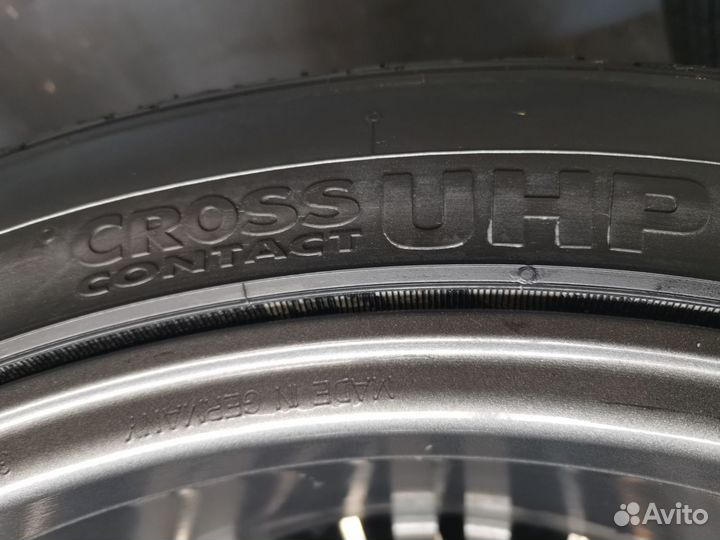 CROSS
CONTACT
UHP
MADE IN
GERMANY
Avito